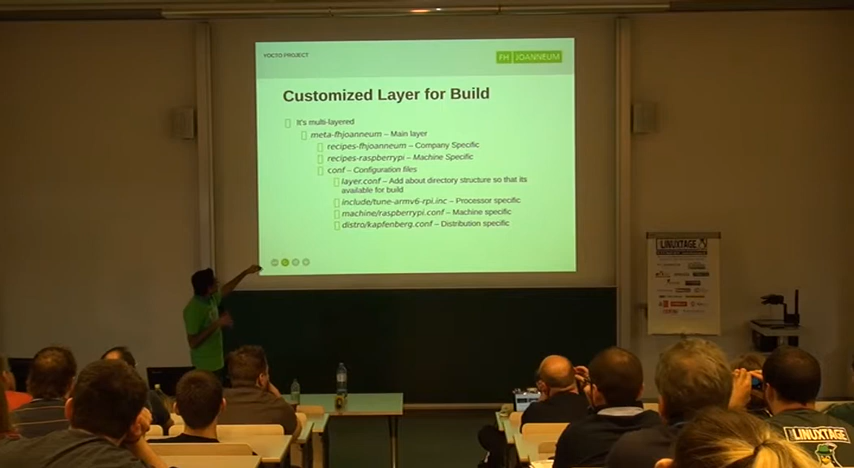 YOCTO PROJECT
FH JOANNEUM
Customized Layer for Build
It's multi-layered
meta-fhjoanneum – Main layer
recipes-fhjoanneum – Company Specific
recipes-raspberrypi – Machine Specific
conf – Configuration files
layer.conf – Add about directory structure so that its
available for build
include/tune-armv6-rpi.inc – Processor specific
machine/raspberrypi.conf – Machine specific
distro/kapfenberg.conf – Distribution specific
LINUXTAGE
LINUXTAGE